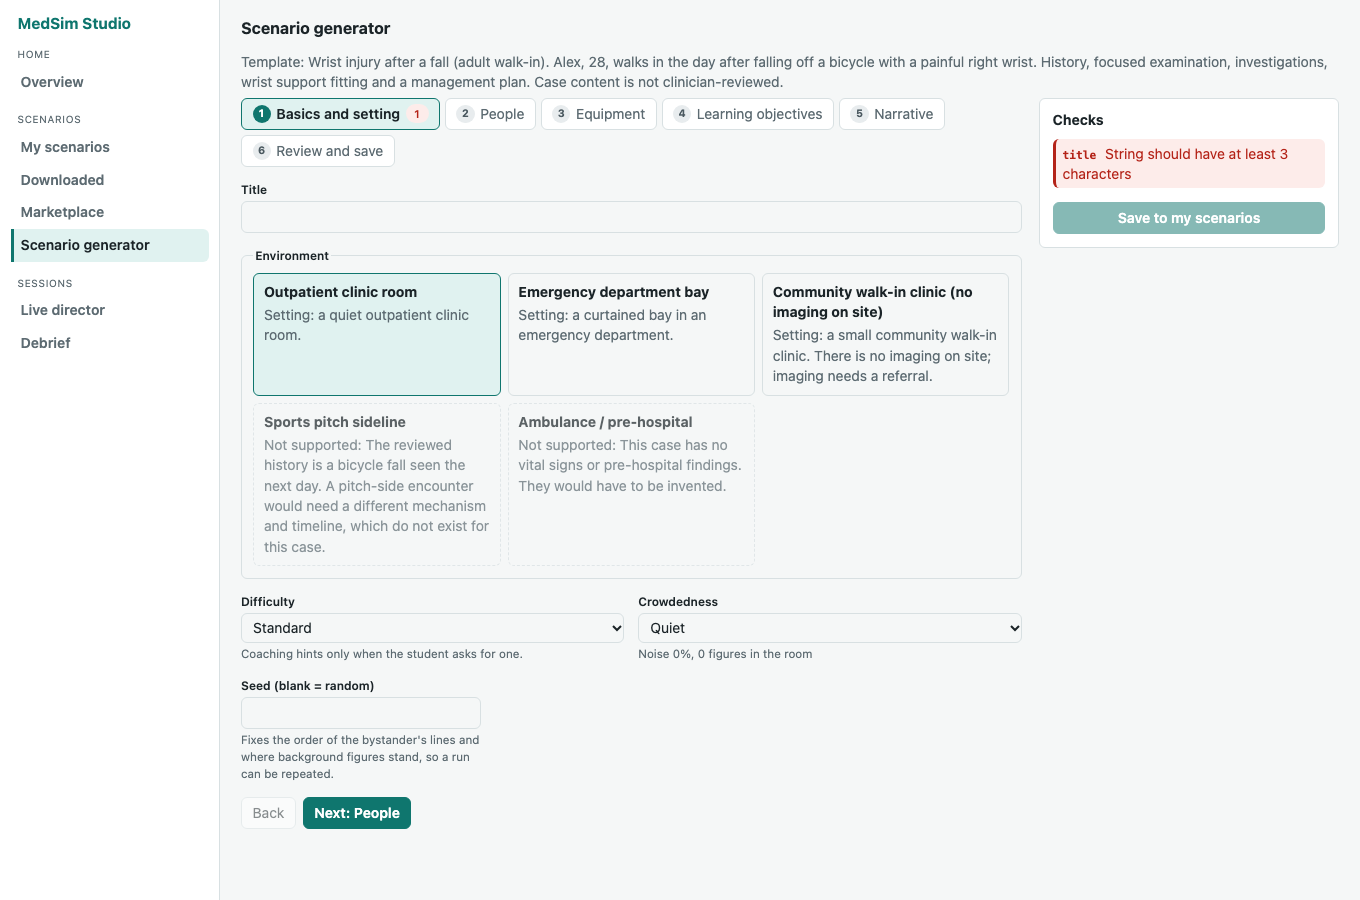 MedSim Studio
HOME
Overview
SCENARIOS
My scenarios
Downloaded
Marketplace
Scenario generator
SESSIONS
Live director
Debrief
Scenario generator
Template: Wrist injury after a fall (adult walk-in). Alex, 28, walks in the day after falling off a bicycle with a painful right wrist. History, focused examination, investigations,
wrist support fitting and a management plan. Case content is not clinician-reviewed.
1 Basics and setting 1
2 People
3 Equipment
4 Learning objectives
5 Narrative
6 Review and save
Title
Environment
Outpatient clinic room
Setting: a quiet outpatient clinic
room.
Emergency department bay
Setting: a curtained bay in an
emergency department.
Community walk-in clinic (no
imaging on site)
Setting: a small community walk-in
clinic. There is no imaging on site;
imaging needs a referral.
Sports pitch sideline
Not supported: The reviewed
history is a bicycle fall seen the
next day. A pitch-side encounter
would need a different mechanism
and timeline, which do not exist for
this case.
Ambulance / pre-hospital
Not supported: This case has no
vital signs or pre-hospital findings.
They would have to be invented.
Difficulty
Standard
Coaching hints only when the student asks for one.
Crowdedness
Quiet
Noise 0%, 0 figures in the room
Seed (blank = random)
Fixes the order of the bystander's lines and
where background figures stand, so a run
can be repeated.
Back
Next: People
Checks
title String should have at least 3
characters
Save to my scenarios